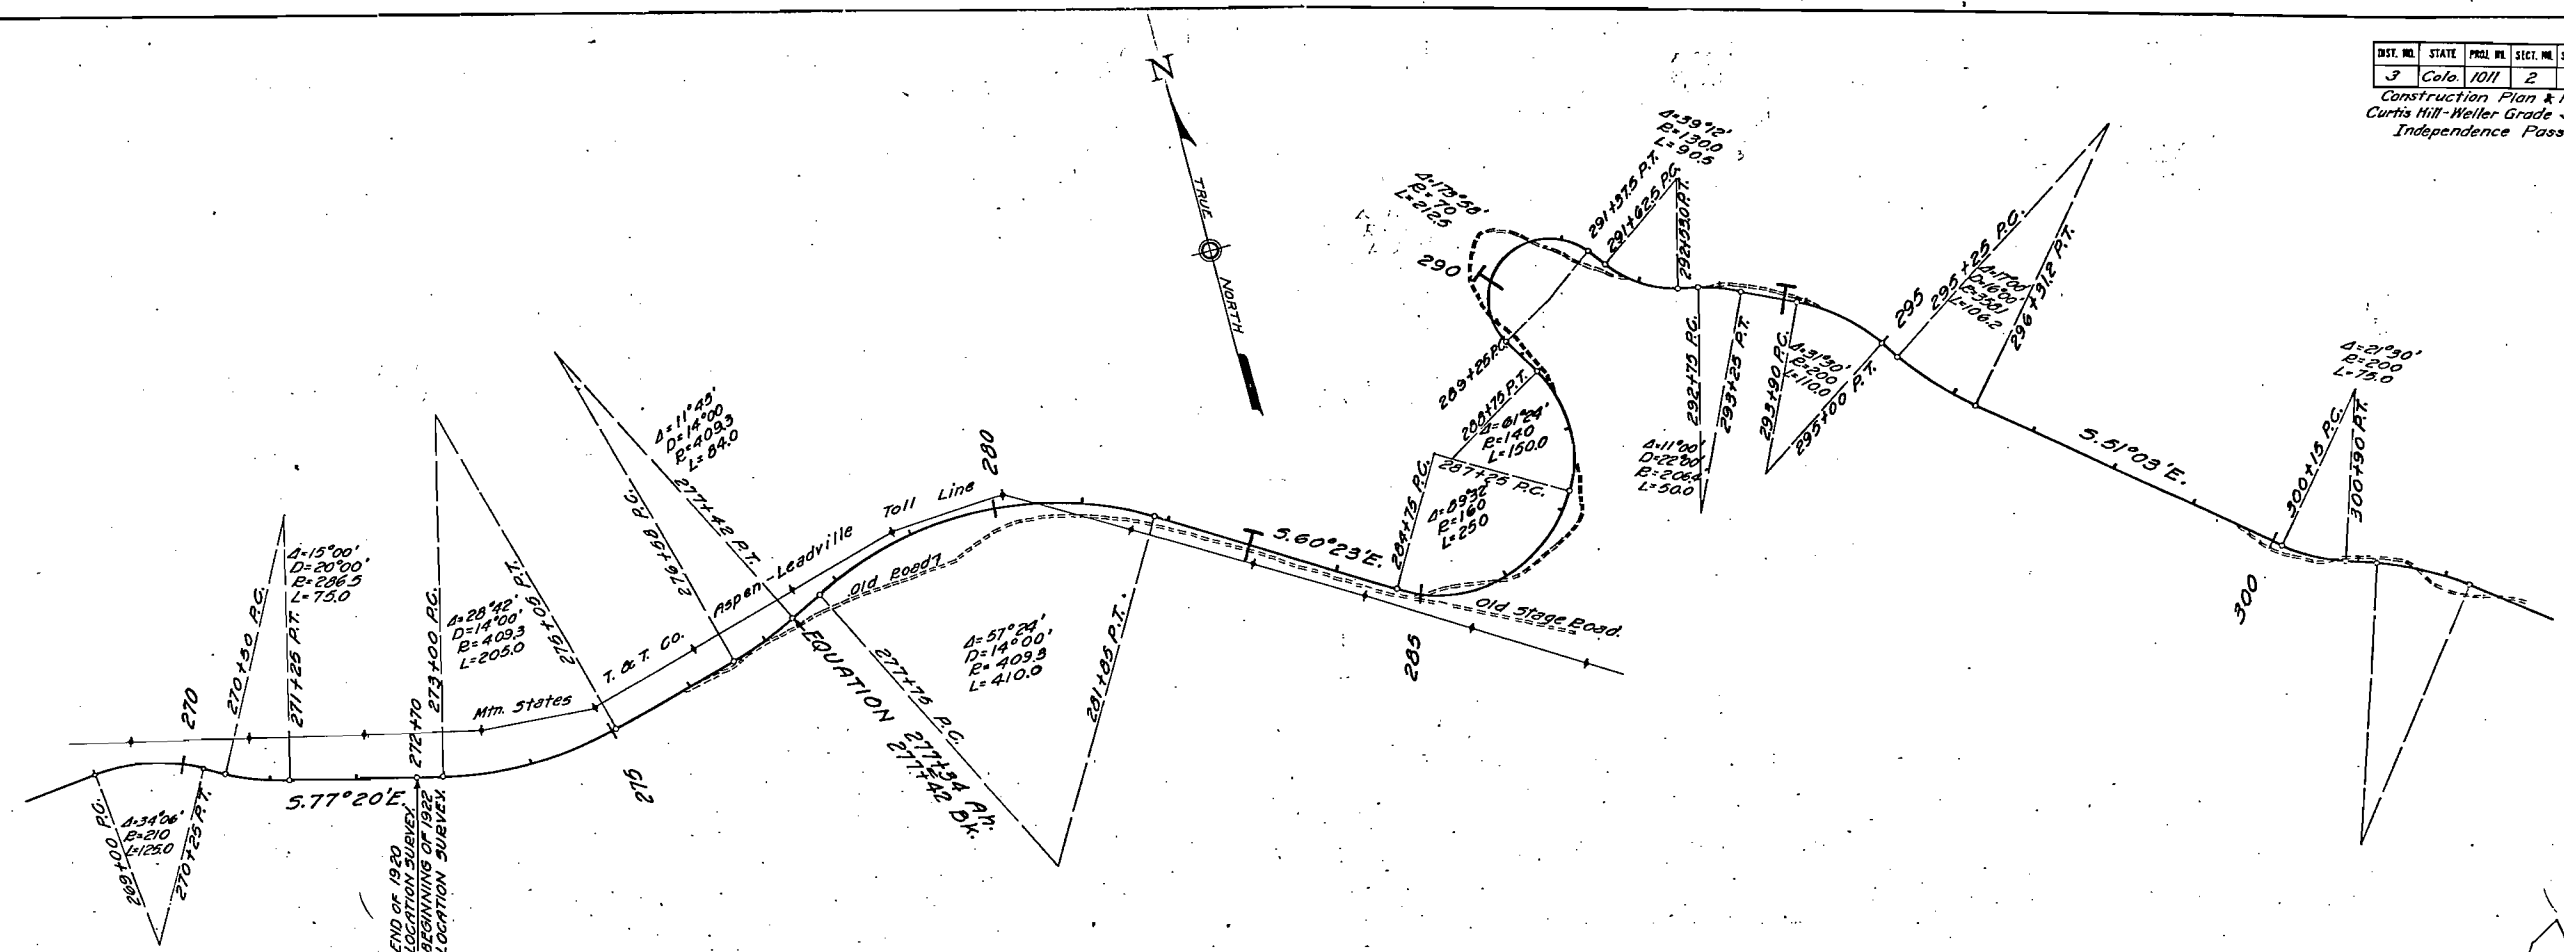 DIST. NO. STATE PROJ. NO. SECT. NO.
3 Colo. 1011 2
Construction Plan &
Curtis Hill-Weller Grade
Independence Pass
N
TRUE
NORTH
269+00 P.C.
Δ=34°06'
R=210
L=125.0
270+25 P.T.
270
270+50 P.C.
Δ=15°00'
D=20°00'
R=286.5
L=75.0
271+25 P.T.
S.77°20'E.
272+70
END OF 1920
LOCATION SURVEY.
BEGINNING OF 1922
LOCATION SURVEY.
273+00 P.C.
Δ=28°42'
D=14°00'
R=409.3
L=205.0
275+05 P.T.
275
Mtn. States
T. & T. Co.
Aspen-Leadville
Toll Line
276+58 P.C.
Δ=11°45'
D=14°00'
R=409.3
L=84.0
277+42 P.T.
EQUATION 277+34 Ah.
277+42 Bk.
Old Road
277+75 P.C.
Δ=57°24'
D=14°00'
R=409.3
L=410.0
281+85 P.T.
280
S.60°23'E.
284+75 P.C.
285
Old Stage Road.
Δ=89°32'
R=160
L=250
287+25 P.C.
Δ=61°24'
R=140
L=150.0
288+75 P.T.
289+25 P.C.
290
Δ=173°58'
R=70
L=212.5
291+37.5 P.T.
291+62.5 P.C.
Δ=39°12'
R=130.0
L=90.5
292+53.0 P.T.
292+75 P.C.
Δ=11°00'
D=22°00'
R=206.4
L=50.0
293+25 P.T.
293+90 P.C.
Δ=31°30'
R=200
L=110.0
295+00 P.T.
295
295+25 P.C.
Δ=17°00'
D=16°00'
R=358.1
L=106.2
296+31.2 P.T.
S.51°03'E.
300
300+15 P.C.
Δ=21°30'
R=200
L=75.0
300+90 P.T.